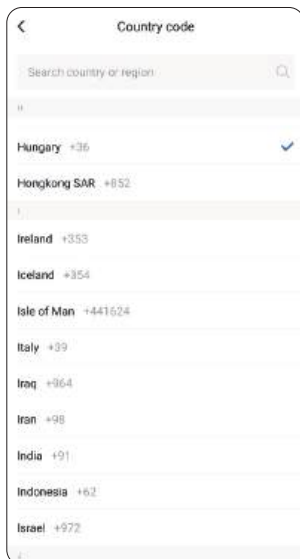 Country code
Search country or region
H
Hungary +36
Hongkong SAR +852
I
Ireland +353
Iceland +354
Isle of Man +441624
Italy +39
Iraq +964
Iran +98
India +91
Indonesia +62
Israel +972